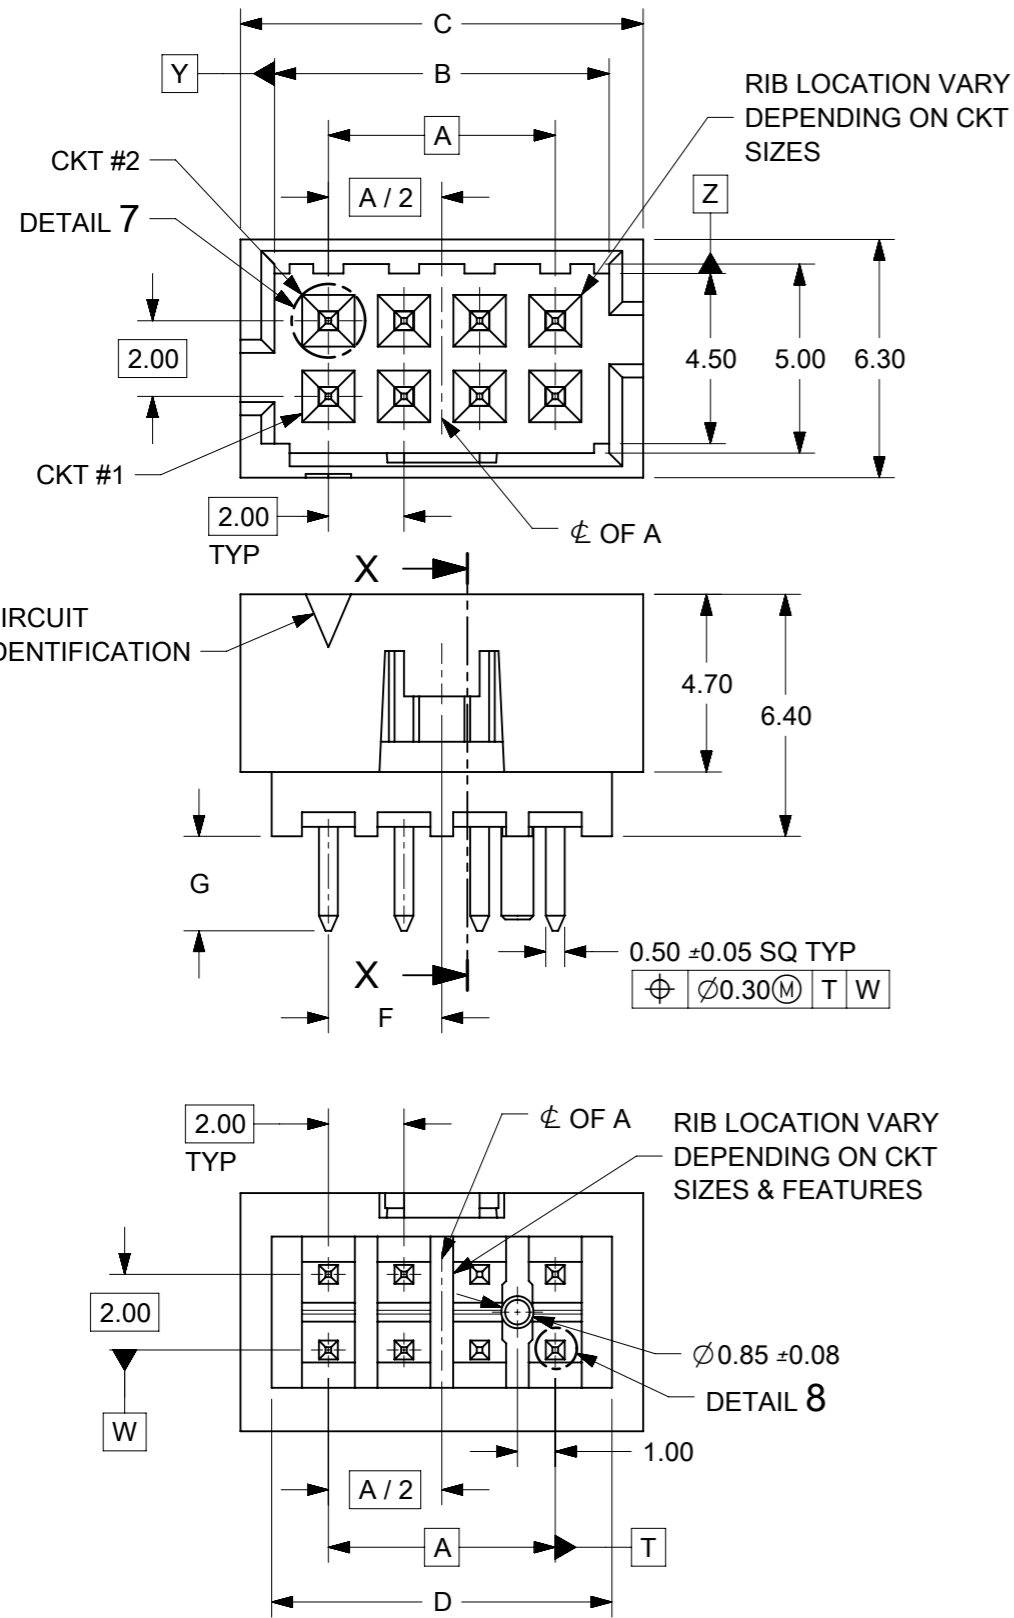 C
Y
B
RIB LOCATION VARY
DEPENDING ON CKT
SIZES
A
CKT #2
A / 2
Z
DETAIL 7
2.00
4.50
5.00
6.30
CKT #1
2.00
TYP
℄ OF A
X
IRCUIT
DENTIFICATION
4.70
6.40
G
0.50 ±0.05 SQ TYP
⌖ ∅0.30Ⓜ T W
X
F
2.00
TYP
℄ OF A
RIB LOCATION VARY
DEPENDING ON CKT
SIZES & FEATURES
2.00
∅0.85 ±0.08
DETAIL 8
W
1.00
A / 2
A
T
D